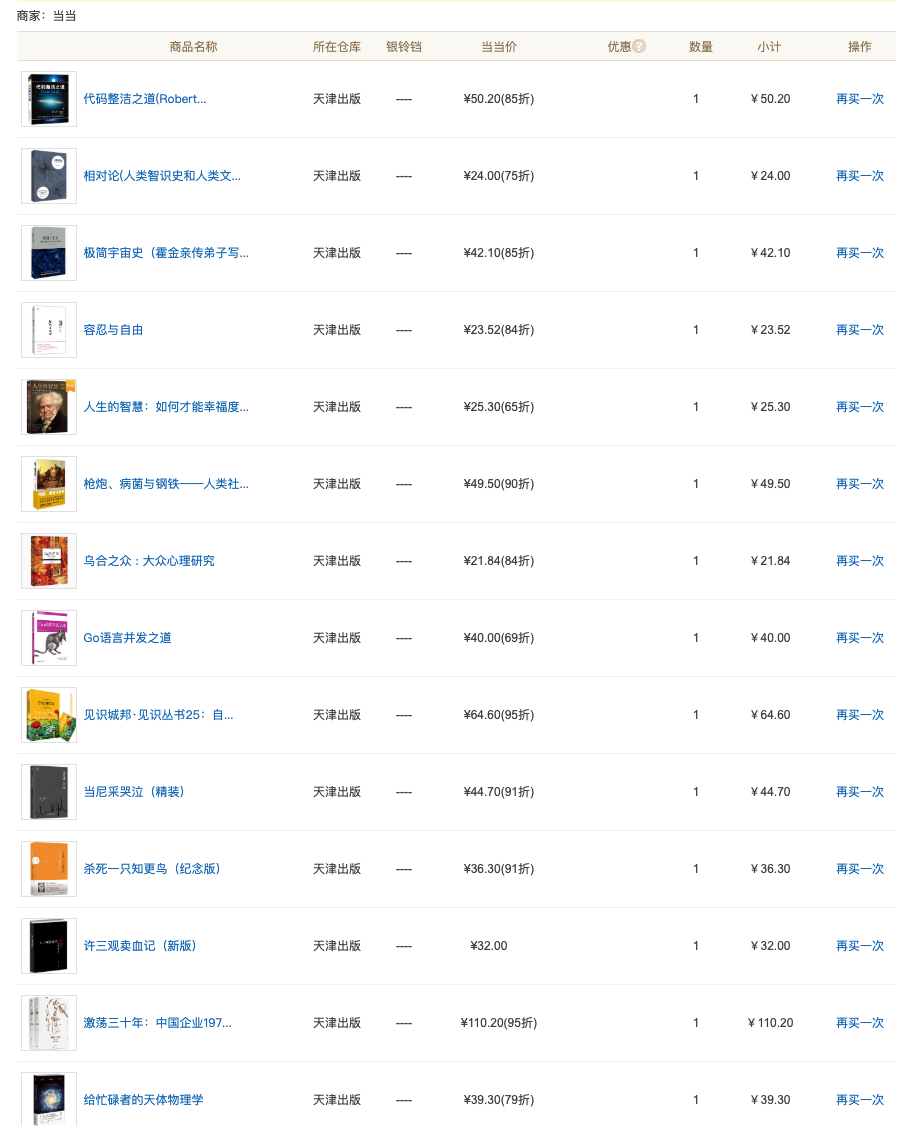 商家：当当
商品名称 所在仓库 银铃铛 当当价 优惠? 数量 小计 操作
代码整洁之道(Robert... 天津出版 ---- ¥50.20(85折) 1 ￥50.20 再买一次
相对论(人类智识史和人类文... 天津出版 ---- ¥24.00(75折) 1 ￥24.00 再买一次
极简宇宙史（霍金亲传弟子写... 天津出版 ---- ¥42.10(85折) 1 ￥42.10 再买一次
容忍与自由 天津出版 ---- ¥23.52(84折) 1 ￥23.52 再买一次
人生的智慧：如何才能幸福度... 天津出版 ---- ¥25.30(65折) 1 ￥25.30 再买一次
枪炮、病菌与钢铁——人类社... 天津出版 ---- ¥49.50(90折) 1 ￥49.50 再买一次
乌合之众 : 大众心理研究 天津出版 ---- ¥21.84(84折) 1 ￥21.84 再买一次
Go语言并发之道 天津出版 ---- ¥40.00(69折) 1 ￥40.00 再买一次
见识城邦·见识丛书25：自... 天津出版 ---- ¥64.60(95折) 1 ￥64.60 再买一次
当尼采哭泣（精装） 天津出版 ---- ¥44.70(91折) 1 ￥44.70 再买一次
杀死一只知更鸟（纪念版） 天津出版 ---- ¥36.30(91折) 1 ￥36.30 再买一次
许三观卖血记（新版） 天津出版 ---- ¥32.00 1 ￥32.00 再买一次
激荡三十年：中国企业197... 天津出版 ---- ¥110.20(95折) 1 ￥110.20 再买一次
给忙碌者的天体物理学 天津出版 ---- ¥39.30(79折) 1 ￥39.30 再买一次